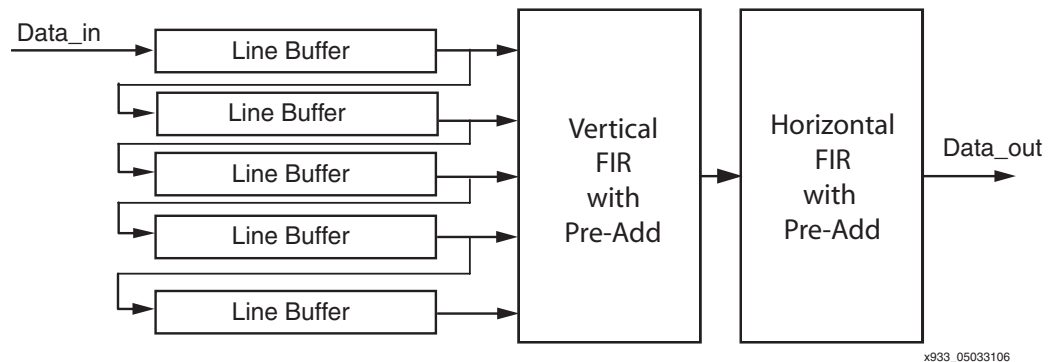 Data_in
Line Buffer
Line Buffer
Line Buffer
Line Buffer
Line Buffer
Vertical
FIR
with
Pre-Add
Horizontal
FIR
with
Pre-Add
Data_out
x933_05033106